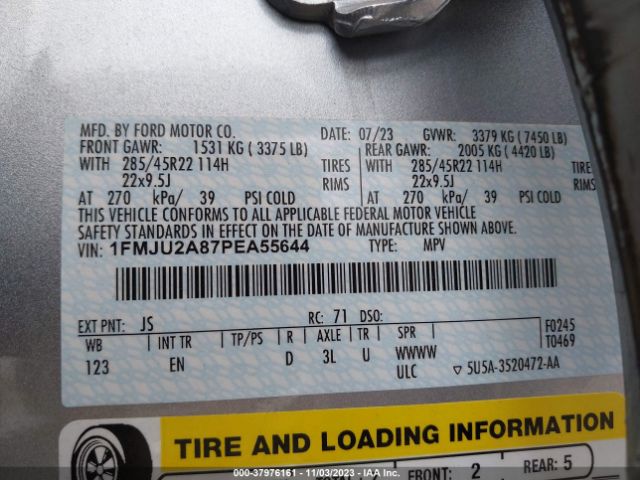 MFD. BY FORD MOTOR CO. DATE: 07/23 GVWR: 3379 KG ( 7450 LB)
FRONT GAWR: 1531 KG ( 3375 LB) REAR GAWR: 2005 KG ( 4420 LB)
WITH 285/45R22 114H TIRES WITH 285/45R22 114H TIRES
22x9.5J RIMS 22x9.5J RIMS
AT 270 kPa/ 39 PSI COLD AT 270 kPa/ 39 PSI COLD
THIS VEHICLE CONFORMS TO ALL APPLICABLE FEDERAL MOTOR VEHICLE
SAFETY STANDARDS IN EFFECT ON THE DATE OF MANUFACTURE SHOWN ABOVE.
VIN: 1FMJU2A87PEA55644 TYPE: MPV
EXT PNT: JS RC: 71 DSO: F0245
WB INT TR TP/PS R AXLE TR SPR T0469
123 EN D 3L U WWWW
ULC ▽ 5U5A-3520472-AA
TIRE AND LOADING INFORMATION
FRONT: 2 REAR: 5
000-37976161 - 11/03/2023 - IAA Inc.